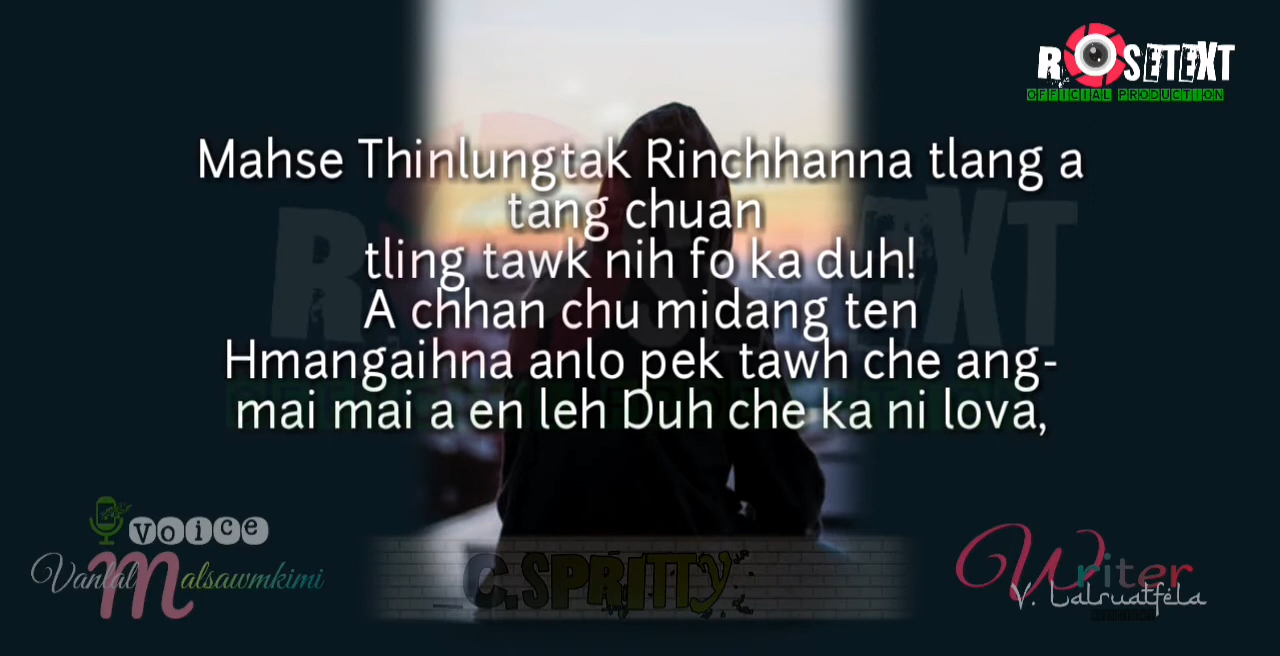 ROSETEXT
OFFICIAL PRODUCTION
Mahse Thinlungtak Rinchhanna tlang a
tang chuan
tling tawk nih fo ka duh!
A chhan chu midang ten
Hmangaihna anlo pek tawh che ang-
mai mai a en leh Duh che ka ni lova,
voice
Vanlal Malsawmkimi
C.SPRITTY
Writer
V. Lalruatfela